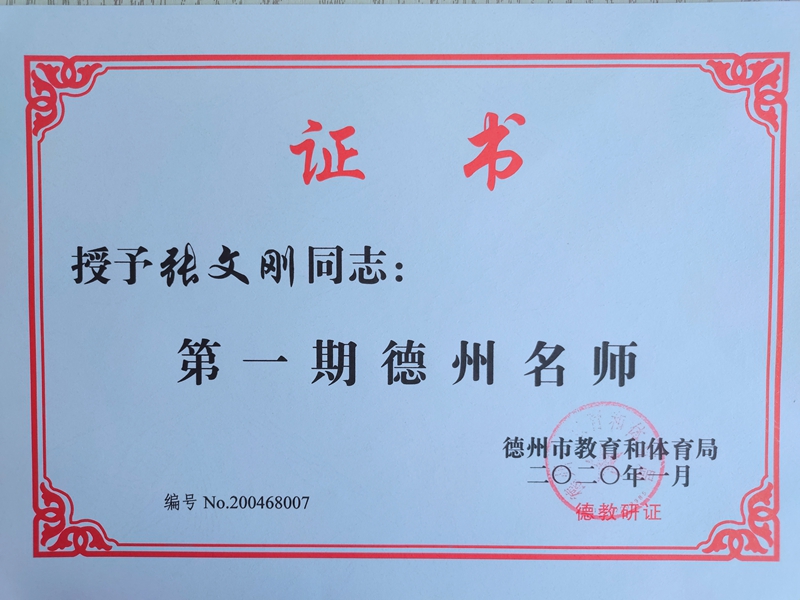 证书
授予张文刚同志：
第一期德州名师
德州市教育和体育局
二〇二〇年一月
德教研证
编号 No.200468007